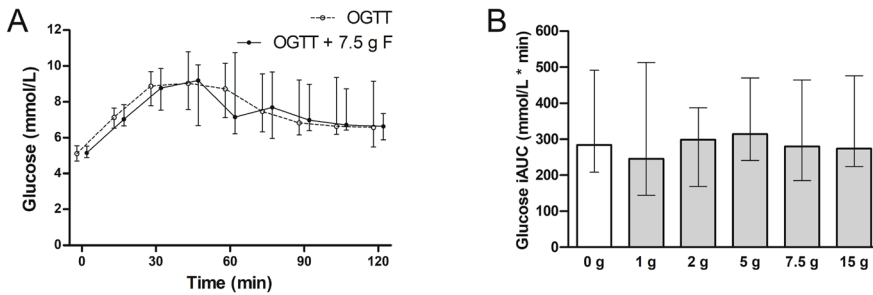 A
OGTT
OGTT + 7.5 g F
Glucose (mmol/L)
12
10
8
6
4
2
0
0 30 60 90 120
Time (min)
B
Glucose iAUC (mmol/L * min)
600
500
400
300
200
100
0
0 g 1 g 2 g 5 g 7.5 g 15 g